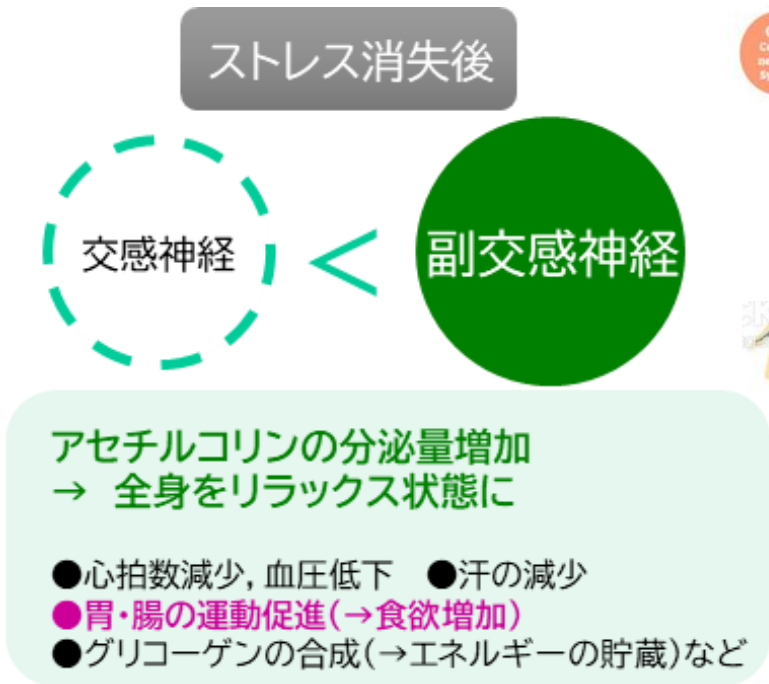 ストレス消失後
交感神経
<
副交感神経
アセチルコリンの分泌量増加
→ 全身をリラックス状態に
●心拍数減少, 血圧低下 ●汗の減少
●胃・腸の運動促進(→食欲増加)
●グリコーゲンの合成(→エネルギーの貯蔵)など